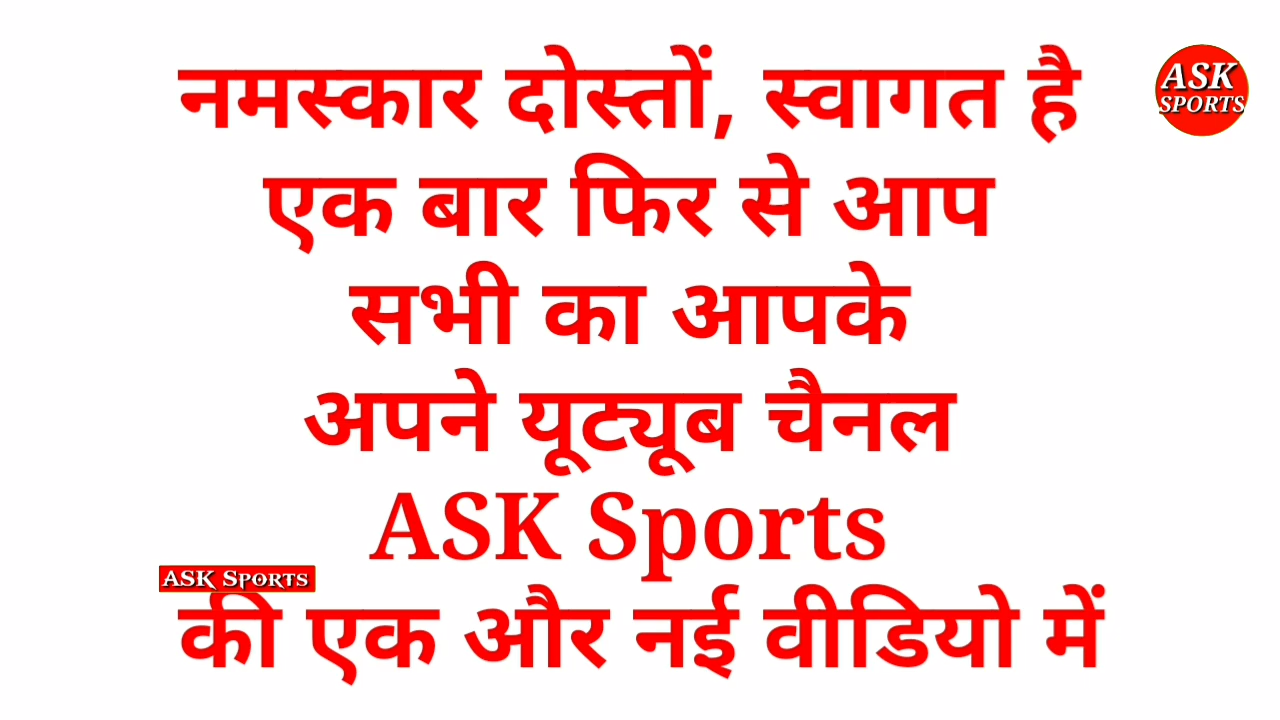 नमस्कार दोस्तों, स्वागत है
ASK
SPORTS
एक बार फिर से आप
सभी का आपके
अपने यूट्यूब चैनल
ASK Sports
ASK SPORTS
की एक और नई वीडियो में